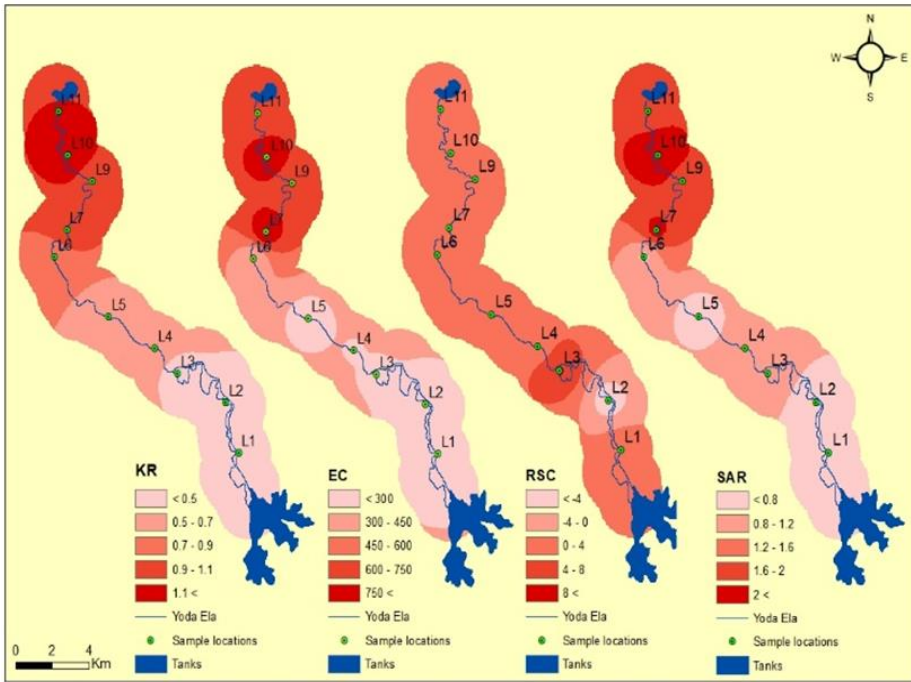 N
W E
S
L11 L11 L11 L11
L10 L10 L10 L10
L9 L9 L9 L9
L7 L7 L7 L7
L6 L6 L6 L6
L5 L5 L5 L5
L4 L4 L4 L4
L3 L3 L3 L3
L2 L2 L2 L2
L1 L1 L1 L1
KR
< 0.5
0.5 - 0.7
0.7 - 0.9
0.9 - 1.1
1.1 <
Yoda Ela
Sample locations
Tanks
EC
< 300
300 - 450
450 - 600
600 - 750
750 <
Yoda Ela
Sample locations
Tanks
RSC
< -4
-4 - 0
0 - 4
4 - 8
8 <
Yoda Ela
Sample locations
Tanks
SAR
< 0.8
0.8 - 1.2
1.2 - 1.6
1.6 - 2
2 <
Yoda Ela
Sample locations
Tanks
0 2 4
Km